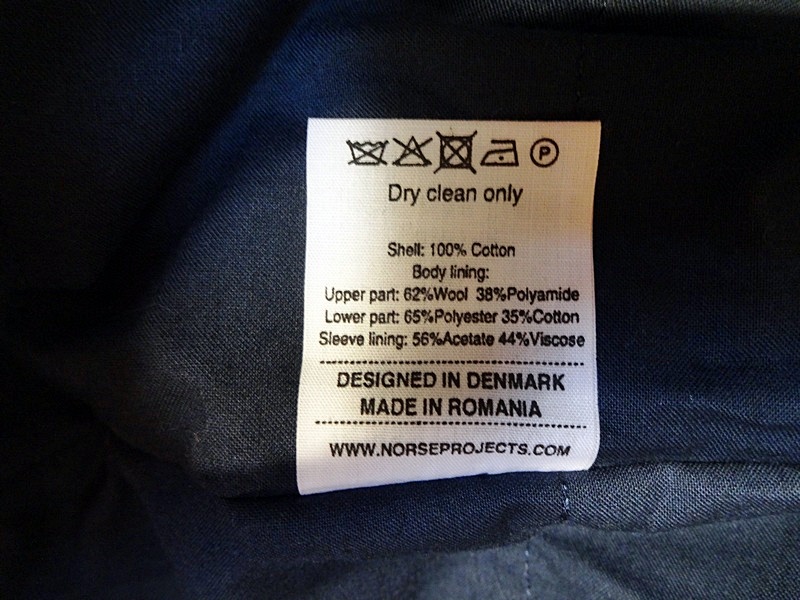 P
Dry clean only
Shell: 100% Cotton
Body lining:
Upper part: 62%Wool 38%Polyamide
Lower part: 65%Polyester 35%Cotton
Sleeve lining: 56%Acetate 44%Viscose
DESIGNED IN DENMARK
MADE IN ROMANIA
WWW.NORSEPROJECTS.COM